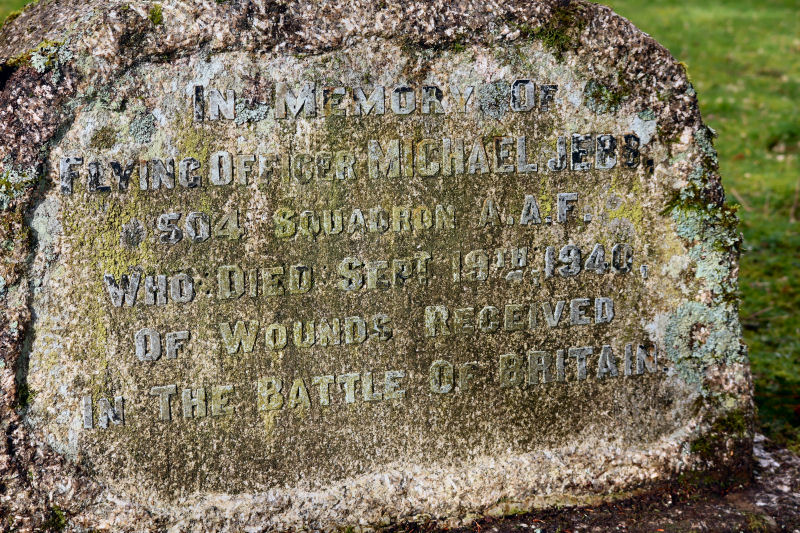 IN MEMORY OF
FLYING OFFICER MICHAEL JEBB.
504 SQUADRON A.A.F.
WHO DIED SEPT 19TH, 1940,
OF WOUNDS RECEIVED
IN THE BATTLE OF BRITAIN.